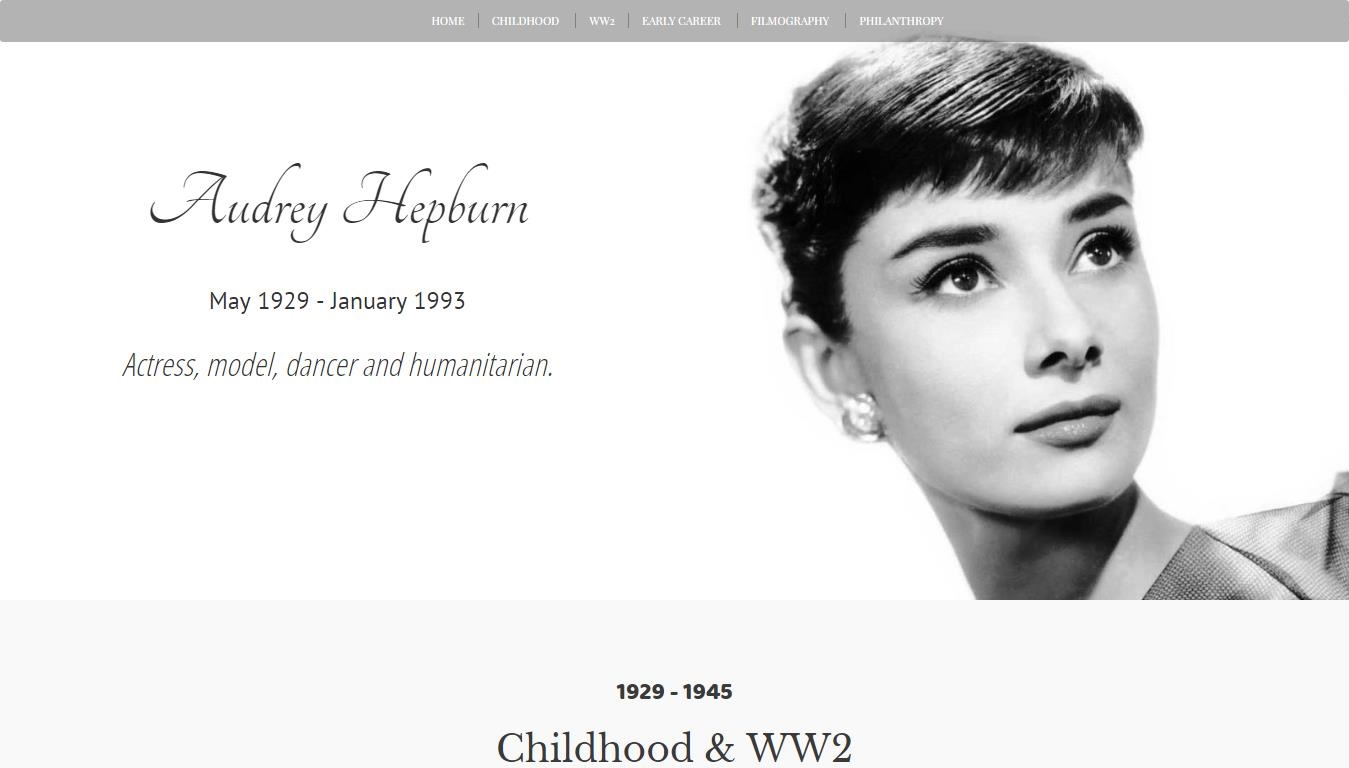 HOME CHILDHOOD WW2 EARLY CAREER FILMOGRAPHY PHILANTHROPY
Audrey Hepburn
May 1929 - January 1993
Actress, model, dancer and humanitarian.
1929 - 1945
Childhood & WW2